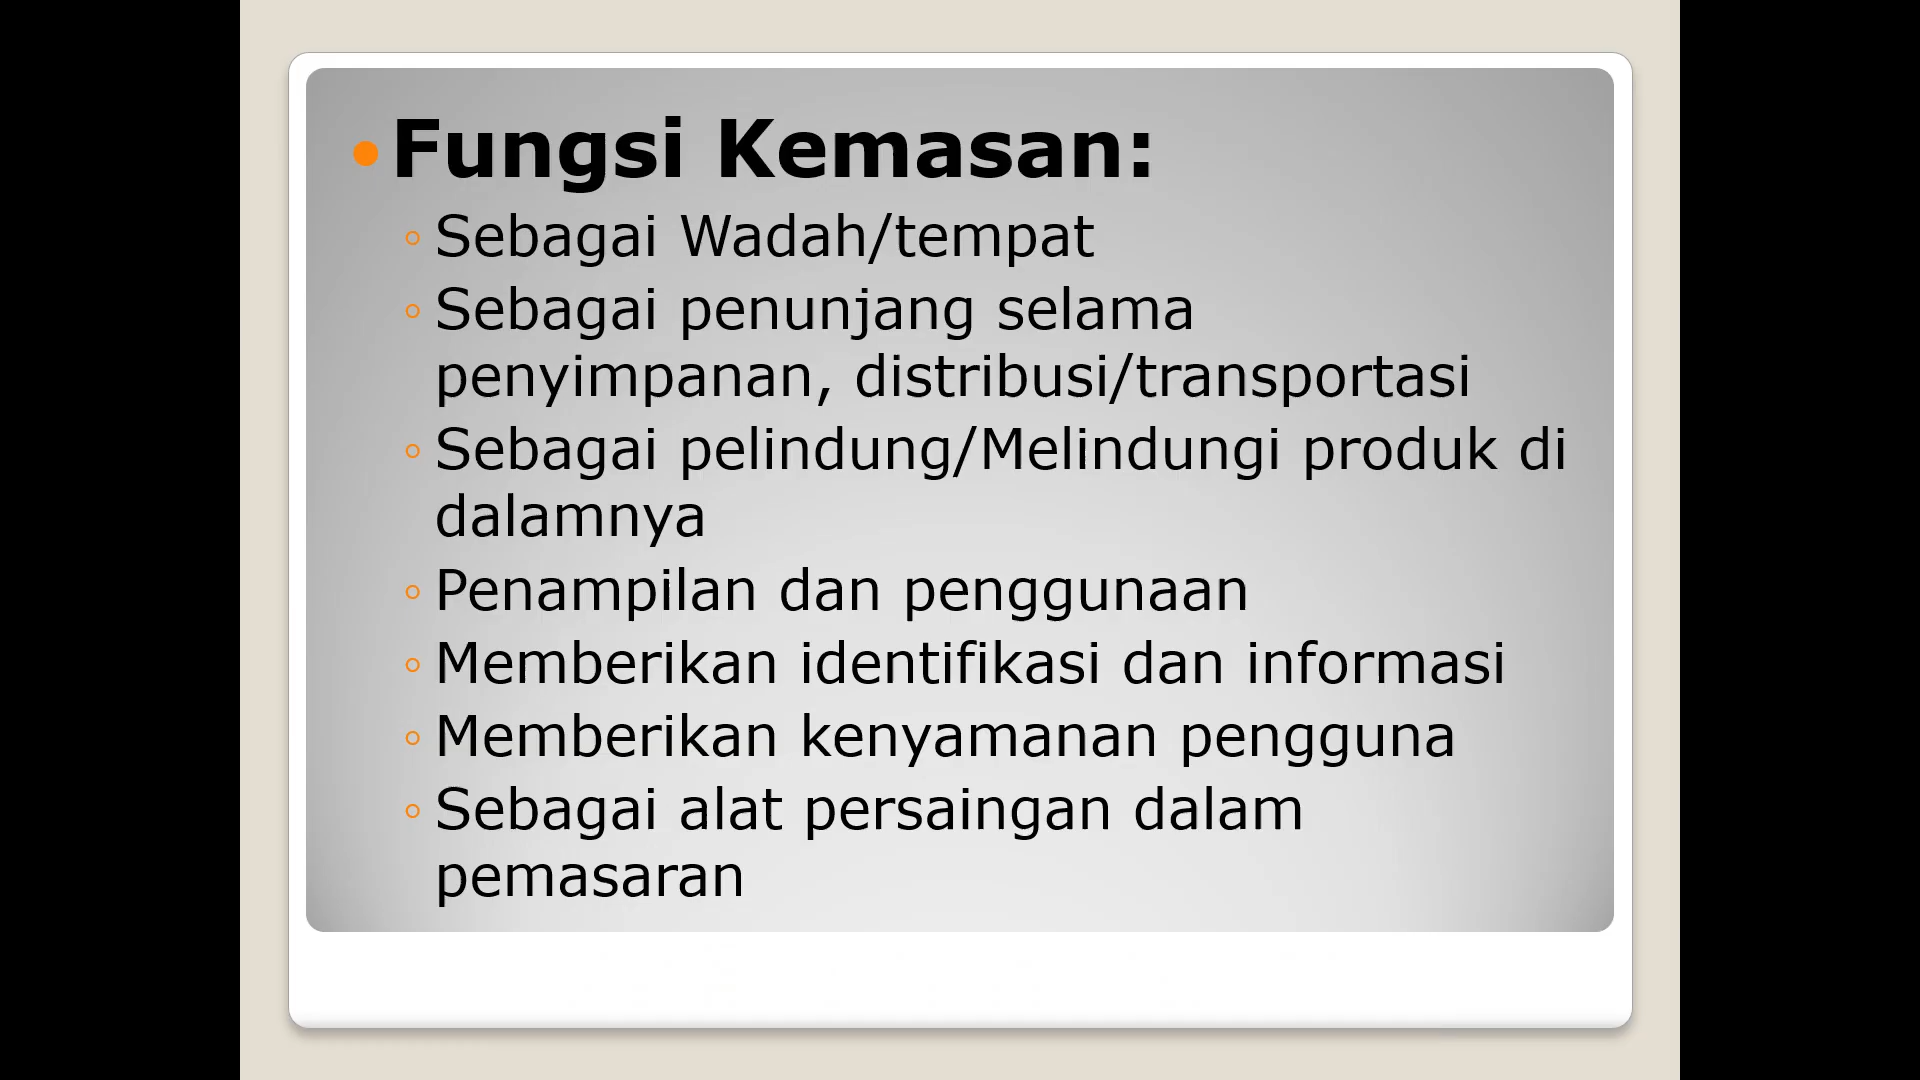 Fungsi Kemasan:
Sebagai Wadah/tempat
Sebagai penunjang selama
penyimpanan, distribusi/transportasi
Sebagai pelindung/Melindungi produk di
dalamnya
Penampilan dan penggunaan
Memberikan identifikasi dan informasi
Memberikan kenyamanan pengguna
Sebagai alat persaingan dalam
pemasaran